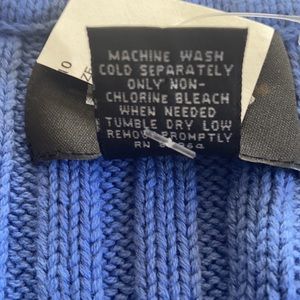 MACHINE WASH
COLD SEPARATELY
ONLY NON-
CHLORINE BLEACH
WHEN NEEDED
TUMBLE DRY LOW
REMOVE PROMPTLY
RN